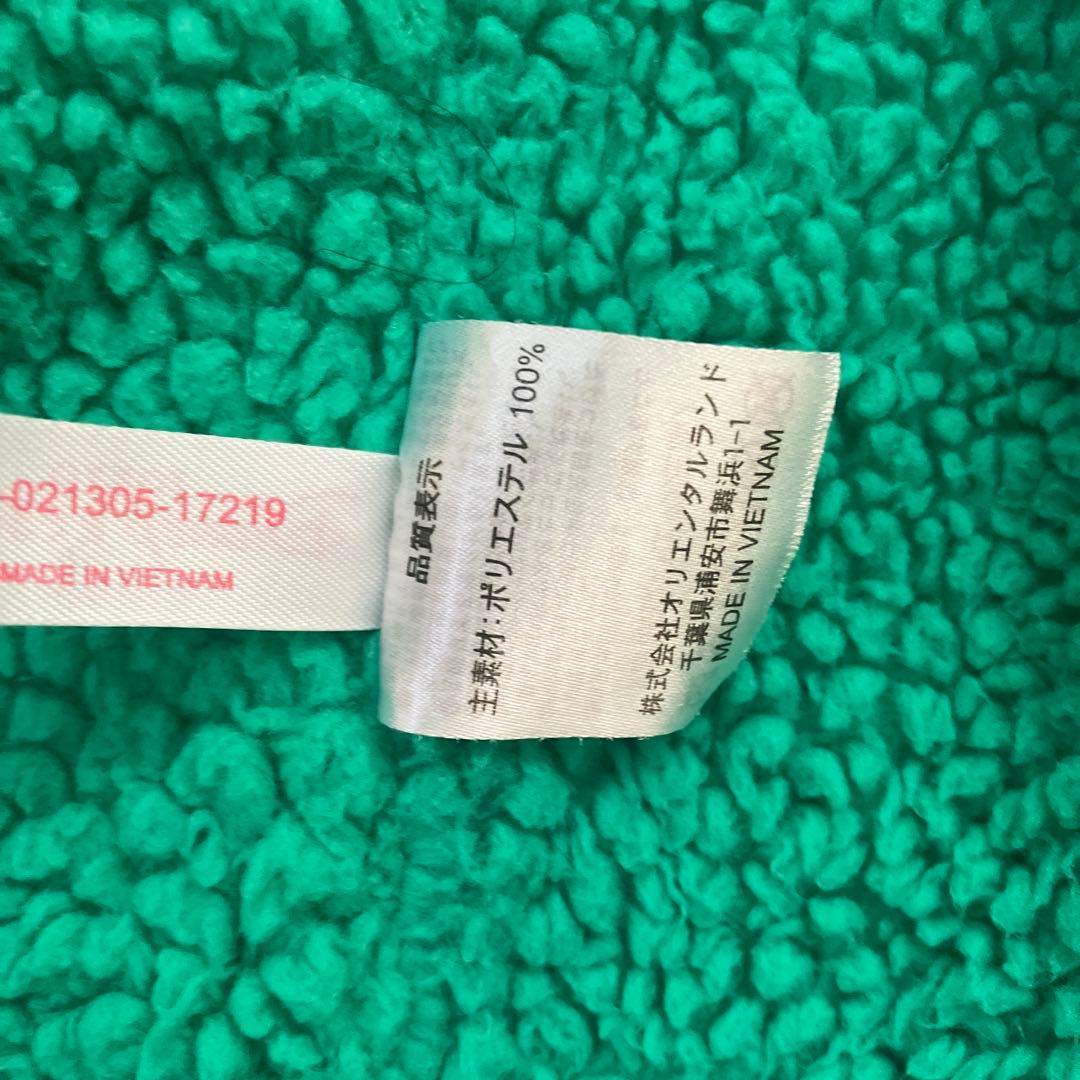 -021305-17219
MADE IN VIETNAM
品質表示
主素材:ポリエステル 100%
株式会社オリエンタルランド
千葉県浦安市舞浜1-1
MADE IN VIETNAM